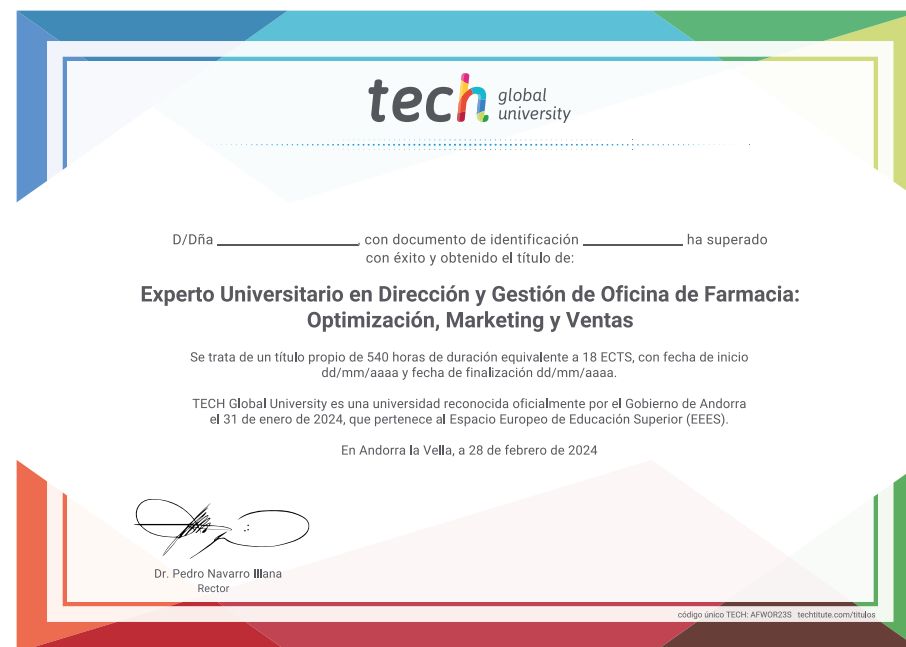 tech global university
D/Dña ____________________, con documento de identificación ______________ ha superado
con éxito y obtenido el título de:
Experto Universitario en Dirección y Gestión de Oficina de Farmacia:
Optimización, Marketing y Ventas
Se trata de un título propio de 540 horas de duración equivalente a 18 ECTS, con fecha de inicio
dd/mm/aaaa y fecha de finalización dd/mm/aaaa.
TECH Global University es una universidad reconocida oficialmente por el Gobierno de Andorra
el 31 de enero de 2024, que pertenece al Espacio Europeo de Educación Superior (EEES).
En Andorra la Vella, a 28 de febrero de 2024
Dr. Pedro Navarro Illana
Rector
código único TECH: AFWOR23S techtitute.com/titulos